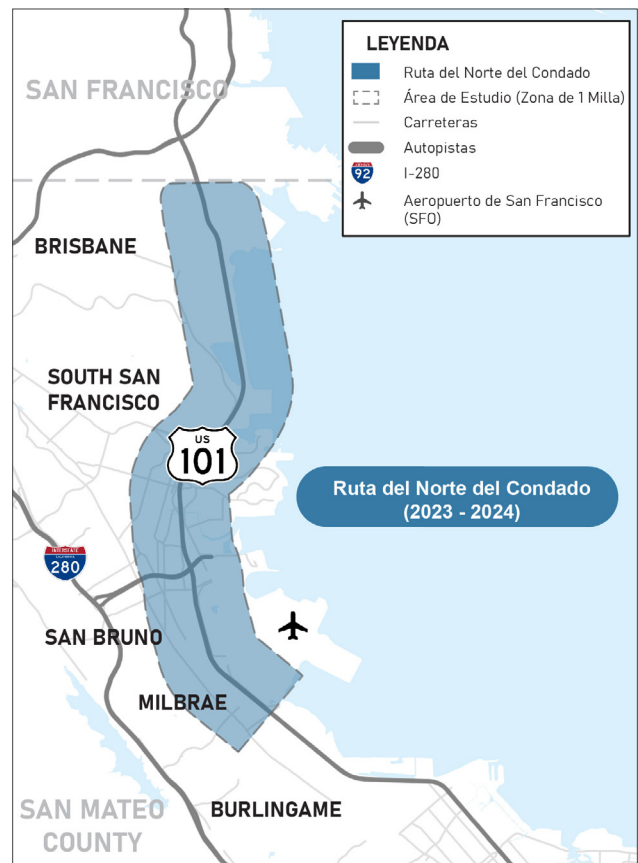 LEYENDA
Ruta del Norte del Condado
Área de Estudio (Zona de 1 Milla)
Carreteras
Autopistas
92
I-280
Aeropuerto de San Francisco
(SFO)
SAN FRANCISCO
BRISBANE
SOUTH SAN
FRANCISCO
US
101
Ruta del Norte del Condado
(2023 - 2024)
INTERSTATE
CALIFORNIA
280
SAN BRUNO
MILBRAE
SAN MATEO
COUNTY
BURLINGAME